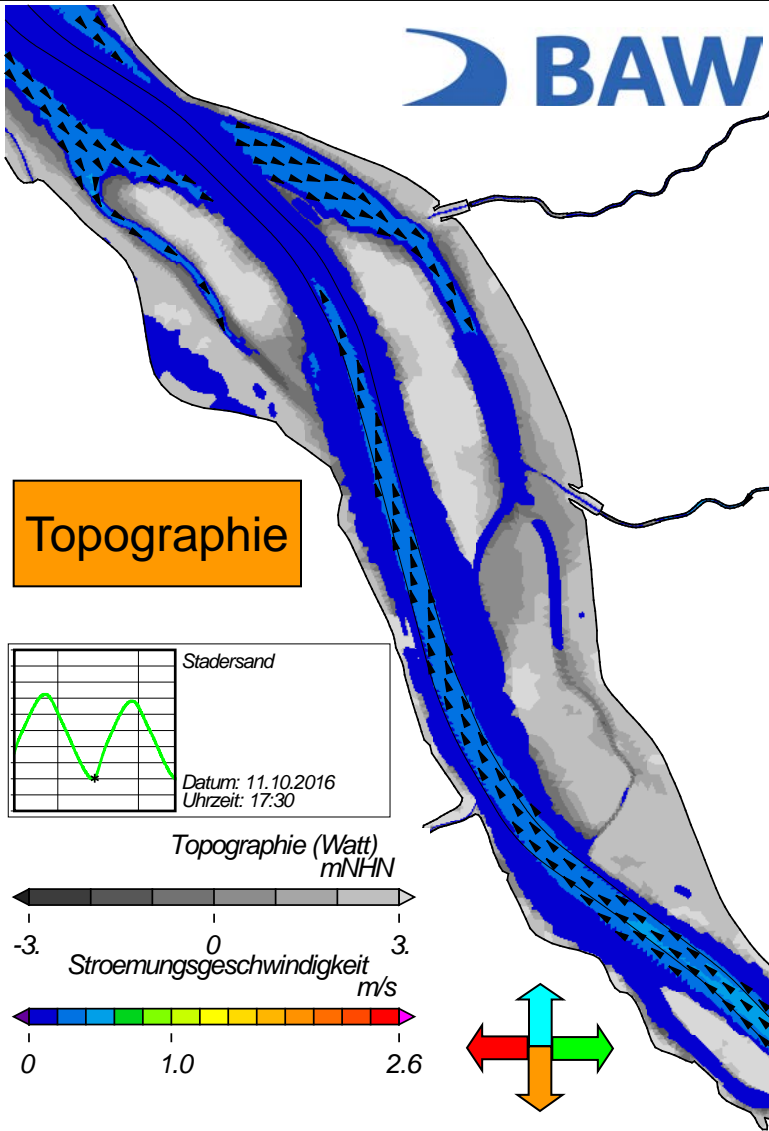 BAW
Topographie
Stadersand
Datum: 11.10.2016
Uhrzeit: 17:30
Topographie (Watt)
mNHN
-3. 0 3.
Stroemungsgeschwindigkeit
m/s
0 1.0 2.6